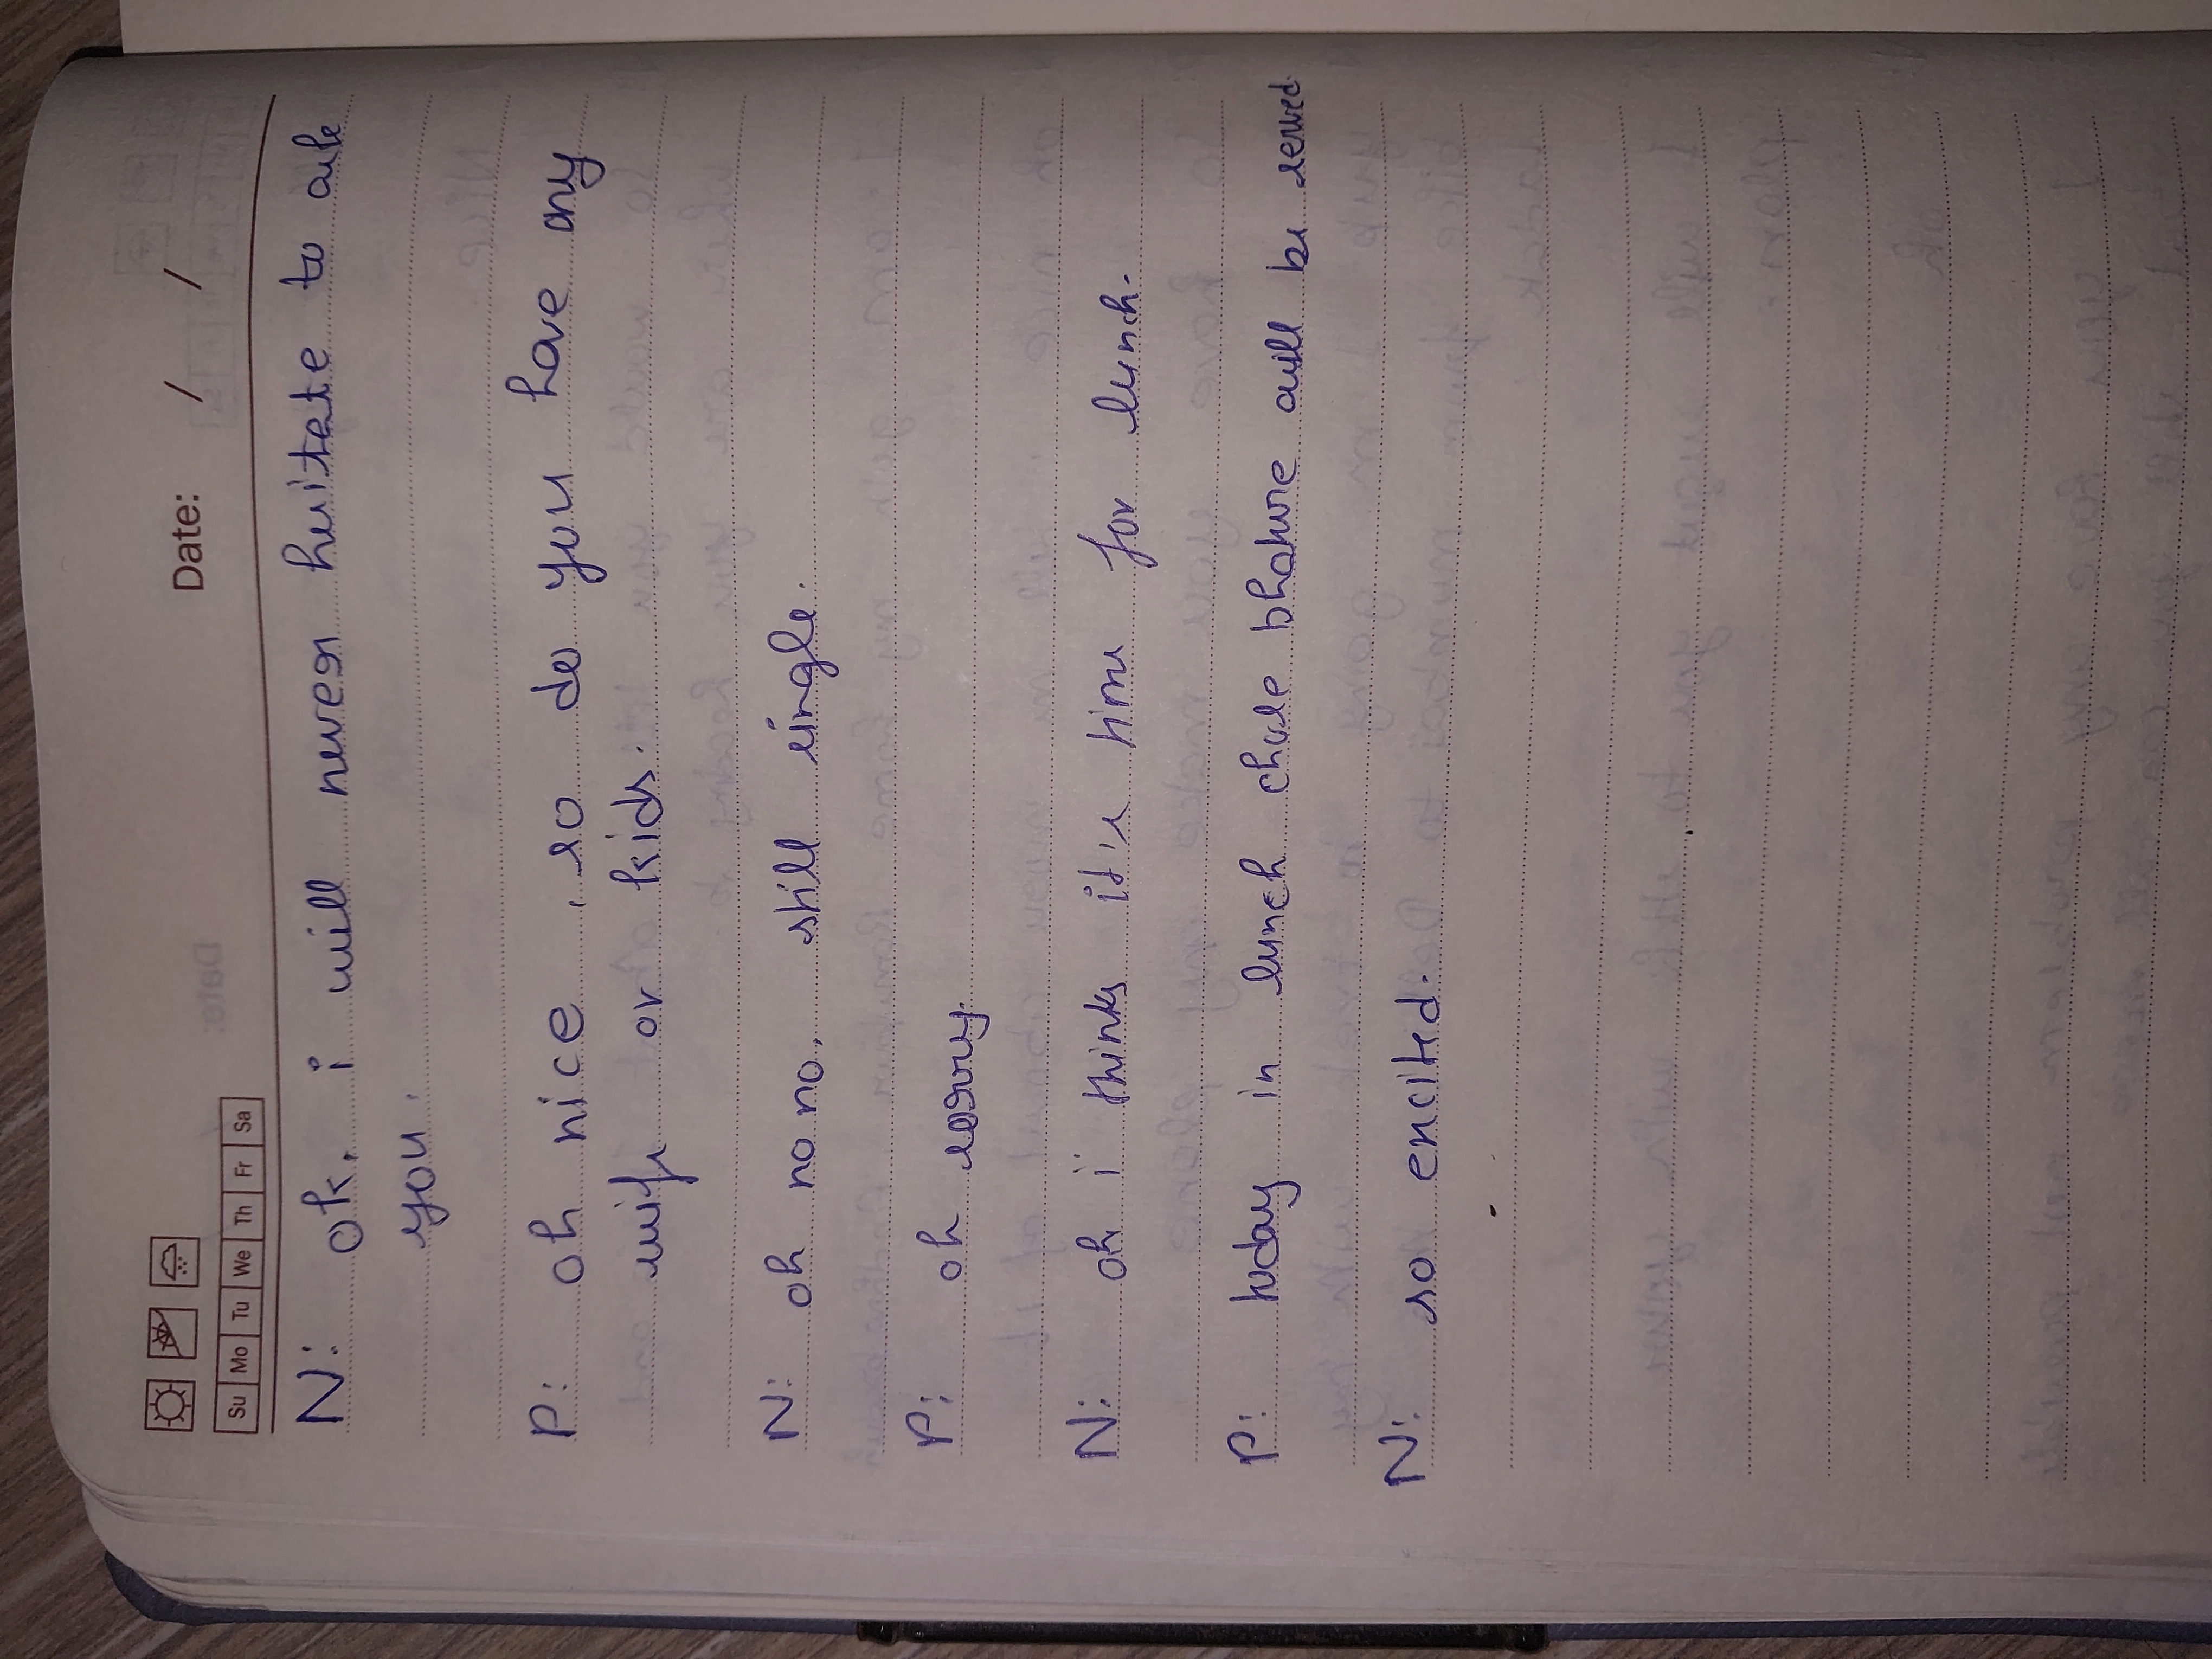 Date: / /
Su Mo Tu We Th Fr Sa
N: ok. i will never hesitete to ask
you.
P: oh nice , so do you have any
wife or kids.
N: oh no no, still single.
P: oh sorry.
N: oh i thinks it's time for lunch.
P: today in lunch chole bhature will be served.
N: so excited.